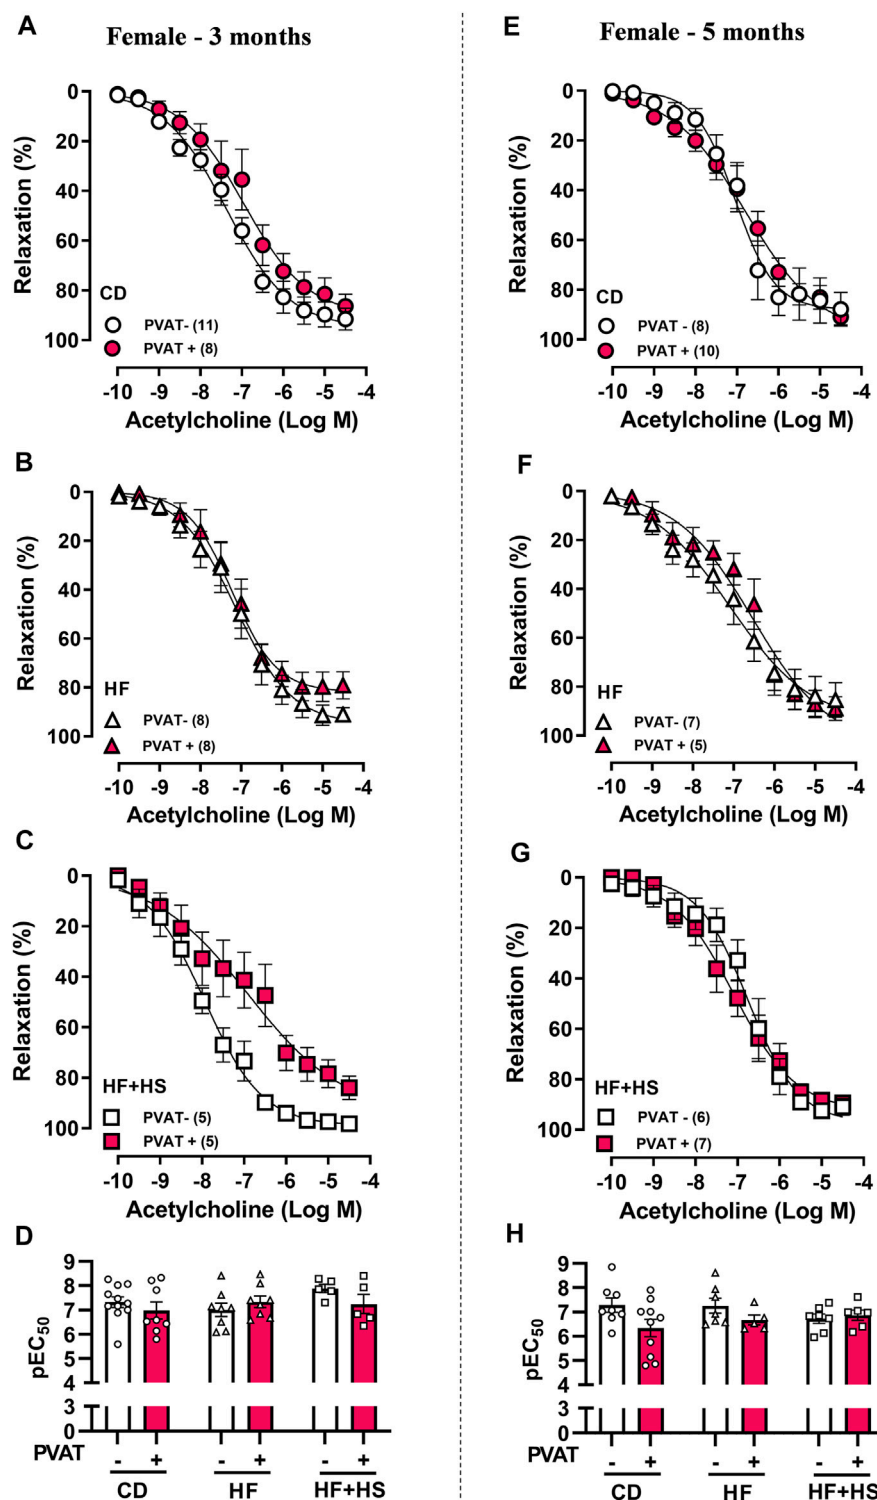 A
Female - 3 months
0
20
40
60
80
100
Relaxation (%)
CD
PVAT- (11)
PVAT + (8)
-10 -9 -8 -7 -6 -5 -4
Acetylcholine (Log M)
B
0
20
40
60
80
100
Relaxation (%)
HF
PVAT- (8)
PVAT + (8)
-10 -9 -8 -7 -6 -5 -4
Acetylcholine (Log M)
C
0
20
40
60
80
100
Relaxation (%)
HF+HS
PVAT- (5)
PVAT + (5)
-10 -9 -8 -7 -6 -5 -4
Acetylcholine (Log M)
D
9
8
7
6
5
4
3
0
pEC50
PVAT - + - + - +
CD HF HF+HS
E
Female - 5 months
0
20
40
60
80
100
Relaxation (%)
CD
PVAT - (8)
PVAT + (10)
-10 -9 -8 -7 -6 -5 -4
Acetylcholine (Log M)
F
0
20
40
60
80
100
Relaxation (%)
HF
PVAT- (7)
PVAT + (5)
-10 -9 -8 -7 -6 -5 -4
Acetylcholine (Log M)
G
0
20
40
60
80
100
Relaxation (%)
HF+HS
PVAT - (6)
PVAT + (7)
-10 -9 -8 -7 -6 -5 -4
Acetylcholine (Log M)
H
9
8
7
6
5
4
3
0
pEC50
PVAT - + - + - +
CD HF HF+HS